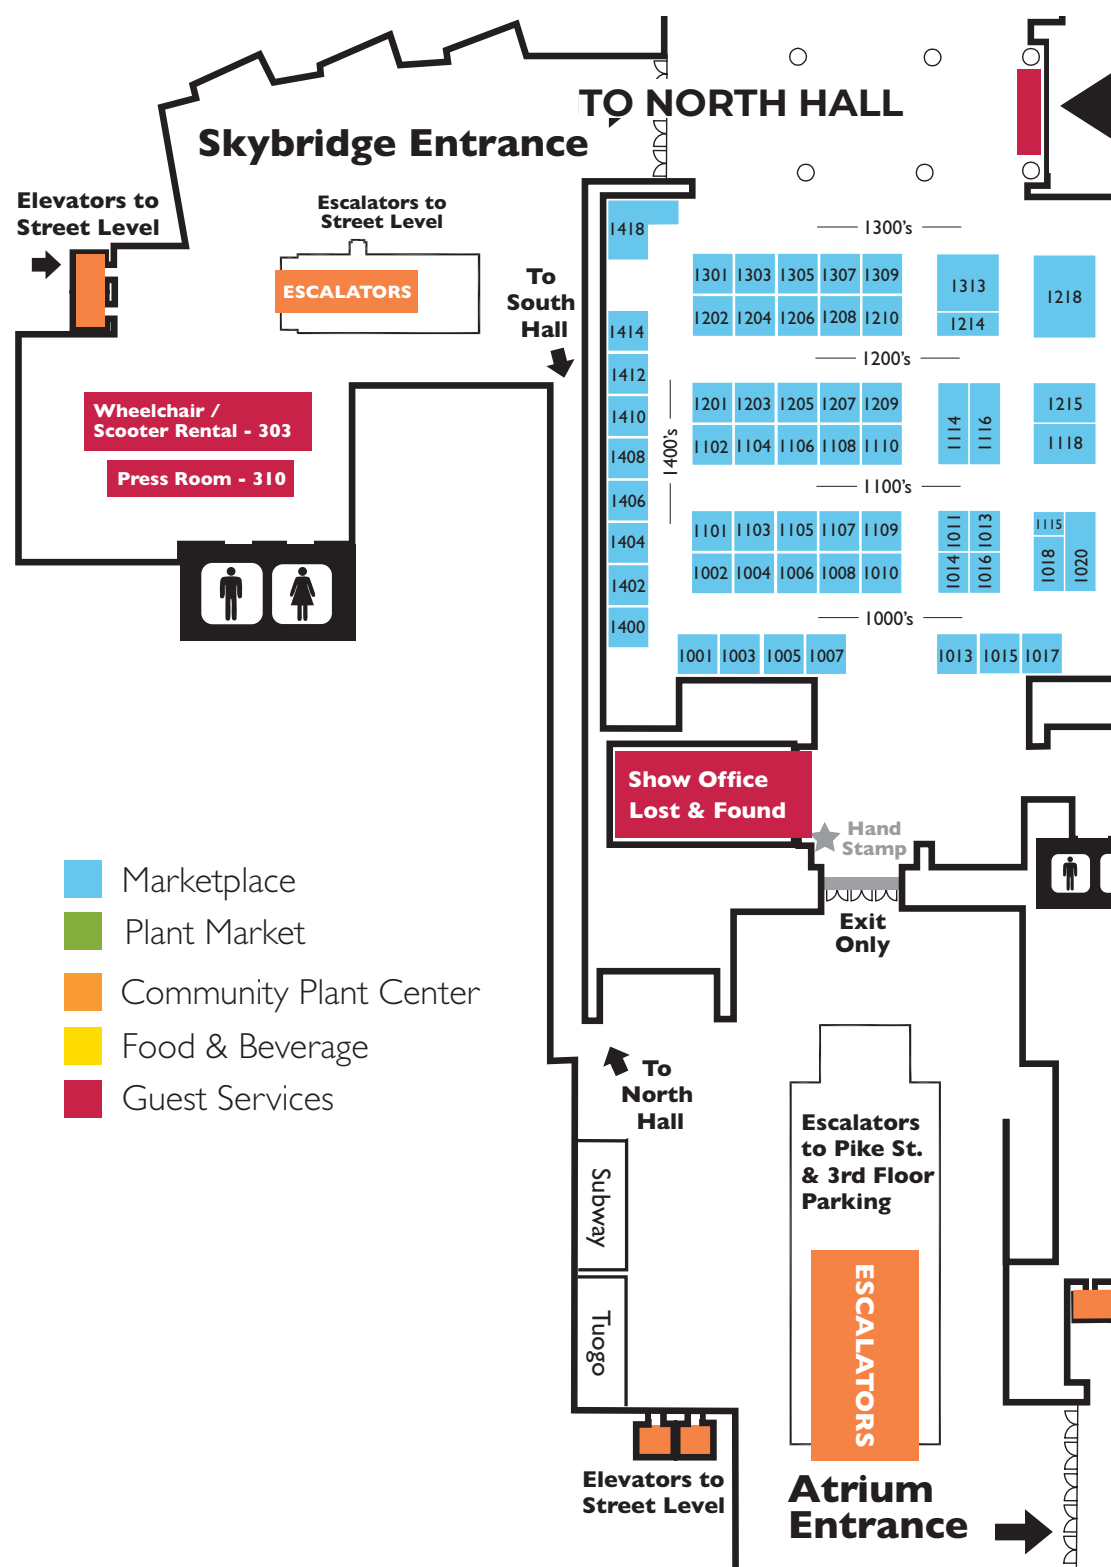 TO NORTH HALL
Skybridge Entrance
Elevators to
Street Level
Escalators to
Street Level
ESCALATORS
To
South
Hall
Wheelchair /
Scooter Rental - 303
Press Room - 310
1418
1414
1412
1410
1408
1406
1404
1402
1400
1400's
1300's
1301 1303 1305 1307 1309
1202 1204 1206 1208 1210
1313
1214
1218
1200's
1201 1203 1205 1207 1209
1102 1104 1106 1108 1110
1114
1116
1215
1118
1100's
1101 1103 1105 1107 1109
1002 1004 1006 1008 1010
1011
1013
1014
1016
1115
1018
1020
1000's
1001 1003 1005 1007
1013 1015 1017
Show Office
Lost & Found
Hand
Stamp
Exit
Only
Marketplace
Plant Market
Community Plant Center
Food & Beverage
Guest Services
To
North
Hall
Subway
Tuogo
Escalators
to Pike St.
& 3rd Floor
Parking
ESCALATORS
Elevators to
Street Level
Atrium
Entrance